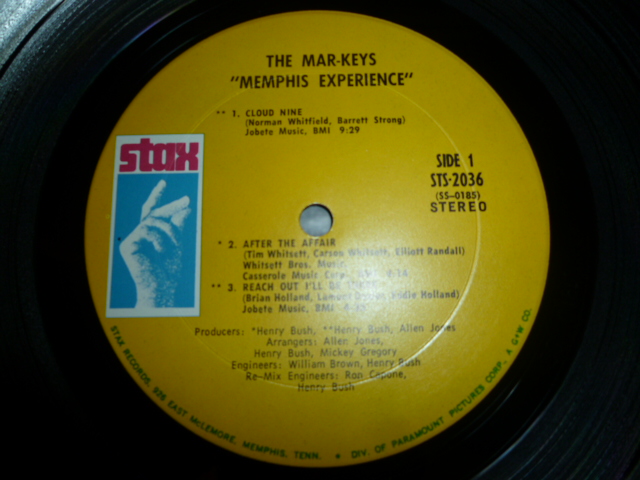 THE MAR-KEYS
"MEMPHIS EXPERIENCE"
** 1. CLOUD NINE
(Norman Whitfield, Barrett Strong)
Jobete Music, BMI 9:29
stax
SIDE 1
STS-2036
(SS-0185)
STEREO
* 2. AFTER THE AFFAIR
(Tim Whitsett, Carson Whitsett, Elliott Randall)
Whitsett Bros. Music,
Casserole Music Corp.
** 3. REACH OUT I'LL BE
(Brian Holland, Lamont Eddie Holland)
Jobete Music, BMI
Producers: *Henry Bush, **Henry Bush, Allen Jones
Arrangers: Allen Jones,
Henry Bush, Mickey Gregory
Engineers: William Brown, Henry Bush
Re-Mix Engineers: Ron Capone,
Henry Bush
STAX RECORDS, 926 EAST McLEMORE, MEMPHIS, TENN. • DIV. OF PARAMOUNT PICTURES CORP. A G+W CO.